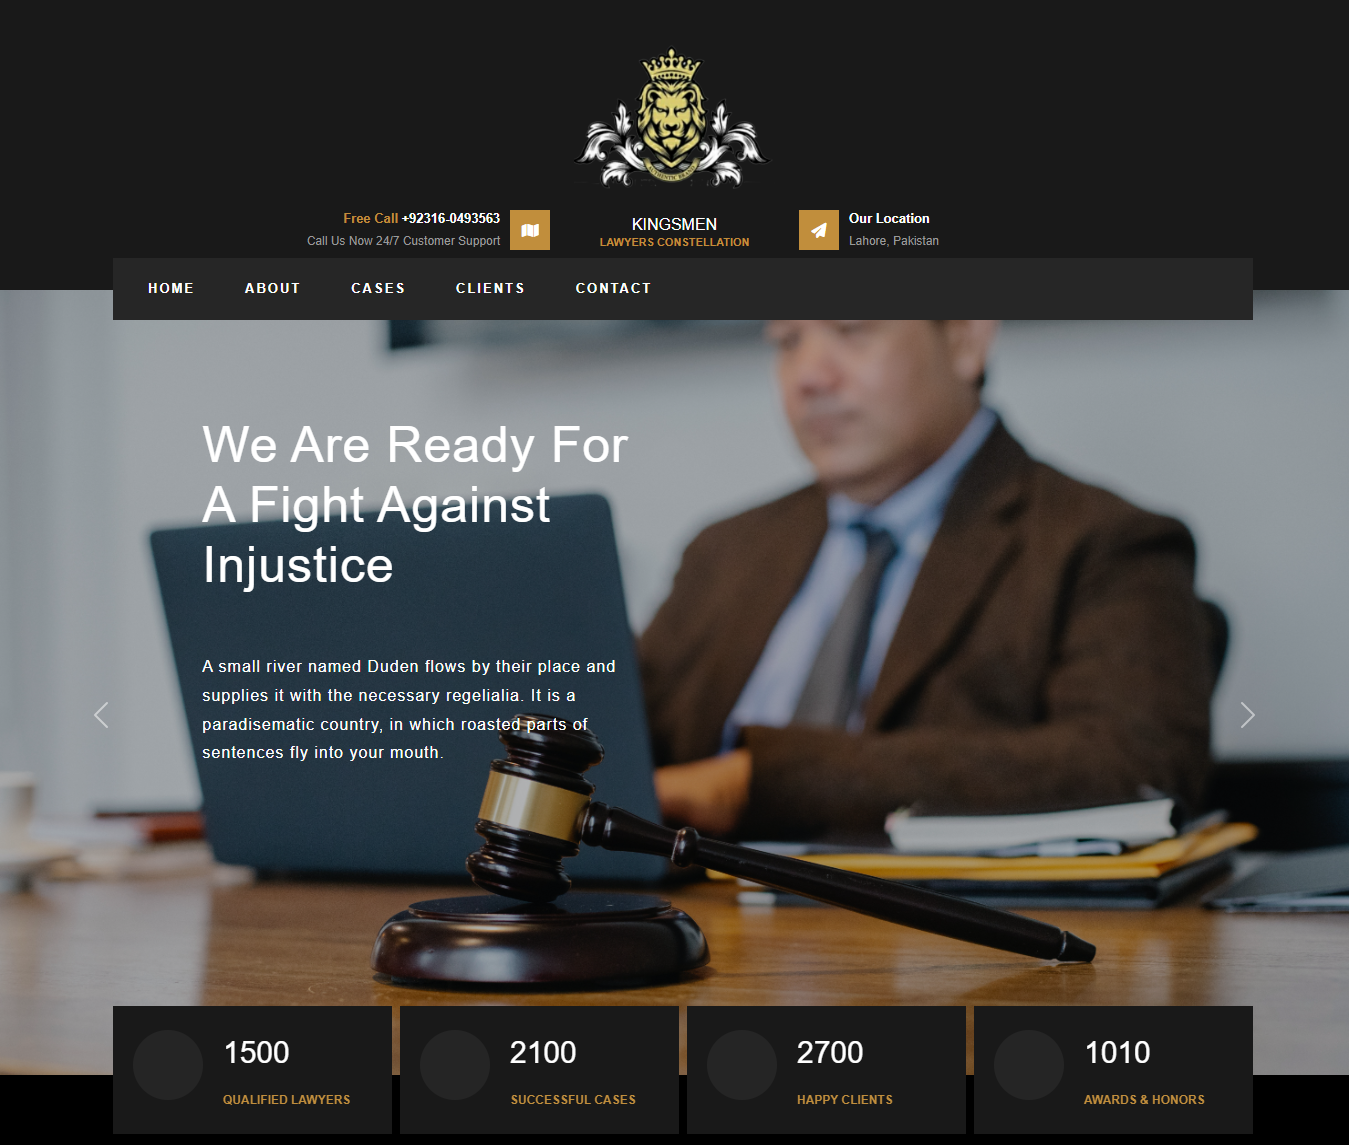 AUTHENTIC BRAND
Free Call +92316-0493563
Call Us Now 24/7 Customer Support
KINGSMEN
LAWYERS CONSTELLATION
Our Location
Lahore, Pakistan
HOME ABOUT CASES CLIENTS CONTACT
We Are Ready For
A Fight Against
Injustice
A small river named Duden flows by their place and
supplies it with the necessary regelialia. It is a
paradisematic country, in which roasted parts of
sentences fly into your mouth.
1500
QUALIFIED LAWYERS
2100
SUCCESSFUL CASES
2700
HAPPY CLIENTS
1010
AWARDS & HONORS